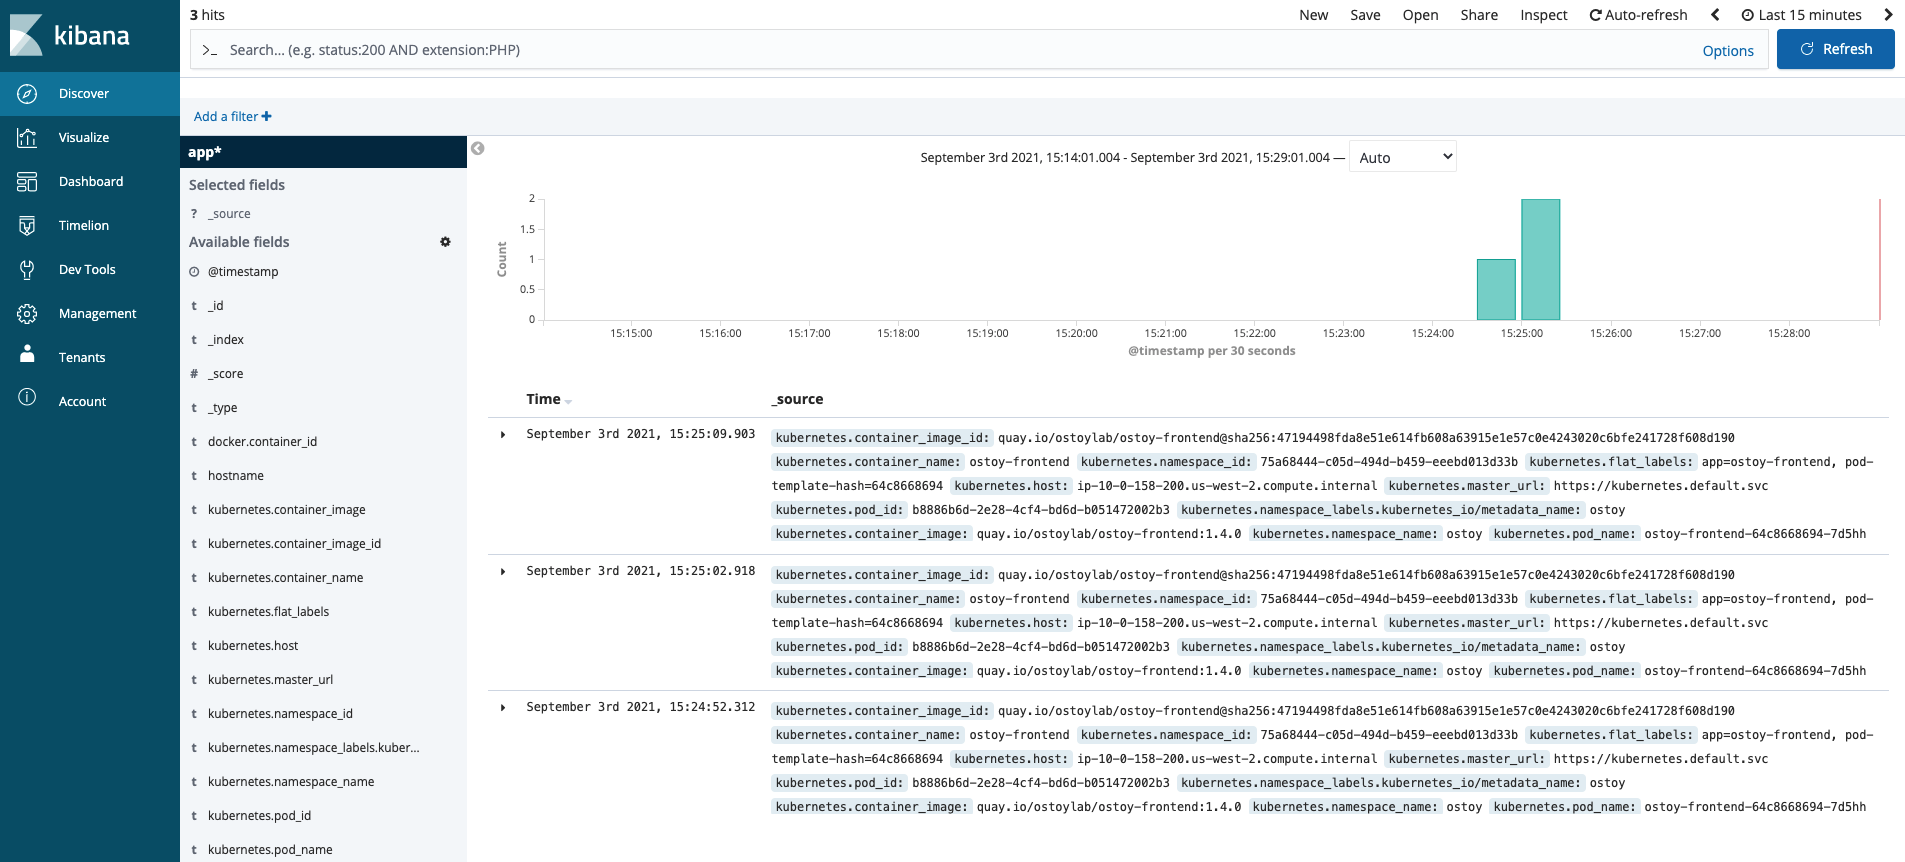 kibana
Discover
Visualize
Dashboard
Timelion
Dev Tools
Management
Tenants
Account
3 hits
New Save Open Share Inspect Auto-refresh Last 15 minutes
>_ Search... (e.g. status:200 AND extension:PHP) Options Refresh
Add a filter +
app*
Selected fields
? _source
Available fields
@timestamp
t _id
t _index
# _score
t _type
t docker.container_id
t hostname
t kubernetes.container_image
t kubernetes.container_image_id
t kubernetes.container_name
t kubernetes.flat_labels
t kubernetes.host
t kubernetes.master_url
t kubernetes.namespace_id
t kubernetes.namespace_labels.kuber...
t kubernetes.namespace_name
t kubernetes.pod_id
t kubernetes.pod_name
September 3rd 2021, 15:14:01.004 - September 3rd 2021, 15:29:01.004 — Auto
Count
2
1.5
1
0.5
0
15:15:00 15:16:00 15:17:00 15:18:00 15:19:00 15:20:00 15:21:00 15:22:00 15:23:00 15:24:00 15:25:00 15:26:00 15:27:00 15:28:00
@timestamp per 30 seconds
Time _source
September 3rd 2021, 15:25:09.903 kubernetes.container_image_id: quay.io/ostoylab/ostoy-frontend@sha256:47194498fda8e51e614fb608a63915e1e57c0e4243020c6bfe241728f608d190
kubernetes.container_name: ostoy-frontend kubernetes.namespace_id: 75a68444-c05d-494d-b459-eeebd013d33b kubernetes.flat_labels: app=ostoy-frontend, pod-
template-hash=64c8668694 kubernetes.host: ip-10-0-158-200.us-west-2.compute.internal kubernetes.master_url: https://kubernetes.default.svc
kubernetes.pod_id: b8886b6d-2e28-4cf4-bd6d-b051472002b3 kubernetes.namespace_labels.kubernetes_io/metadata_name: ostoy
kubernetes.container_image: quay.io/ostoylab/ostoy-frontend:1.4.0 kubernetes.namespace_name: ostoy kubernetes.pod_name: ostoy-frontend-64c8668694-7d5hh
September 3rd 2021, 15:25:02.918 kubernetes.container_image_id: quay.io/ostoylab/ostoy-frontend@sha256:47194498fda8e51e614fb608a63915e1e57c0e4243020c6bfe241728f608d190
kubernetes.container_name: ostoy-frontend kubernetes.namespace_id: 75a68444-c05d-494d-b459-eeebd013d33b kubernetes.flat_labels: app=ostoy-frontend, pod-
template-hash=64c8668694 kubernetes.host: ip-10-0-158-200.us-west-2.compute.internal kubernetes.master_url: https://kubernetes.default.svc
kubernetes.pod_id: b8886b6d-2e28-4cf4-bd6d-b051472002b3 kubernetes.namespace_labels.kubernetes_io/metadata_name: ostoy
kubernetes.container_image: quay.io/ostoylab/ostoy-frontend:1.4.0 kubernetes.namespace_name: ostoy kubernetes.pod_name: ostoy-frontend-64c8668694-7d5hh
September 3rd 2021, 15:24:52.312 kubernetes.container_image_id: quay.io/ostoylab/ostoy-frontend@sha256:47194498fda8e51e614fb608a63915e1e57c0e4243020c6bfe241728f608d190
kubernetes.container_name: ostoy-frontend kubernetes.namespace_id: 75a68444-c05d-494d-b459-eeebd013d33b kubernetes.flat_labels: app=ostoy-frontend, pod-
template-hash=64c8668694 kubernetes.host: ip-10-0-158-200.us-west-2.compute.internal kubernetes.master_url: https://kubernetes.default.svc
kubernetes.pod_id: b8886b6d-2e28-4cf4-bd6d-b051472002b3 kubernetes.namespace_labels.kubernetes_io/metadata_name: ostoy
kubernetes.container_image: quay.io/ostoylab/ostoy-frontend:1.4.0 kubernetes.namespace_name: ostoy kubernetes.pod_name: ostoy-frontend-64c8668694-7d5hh